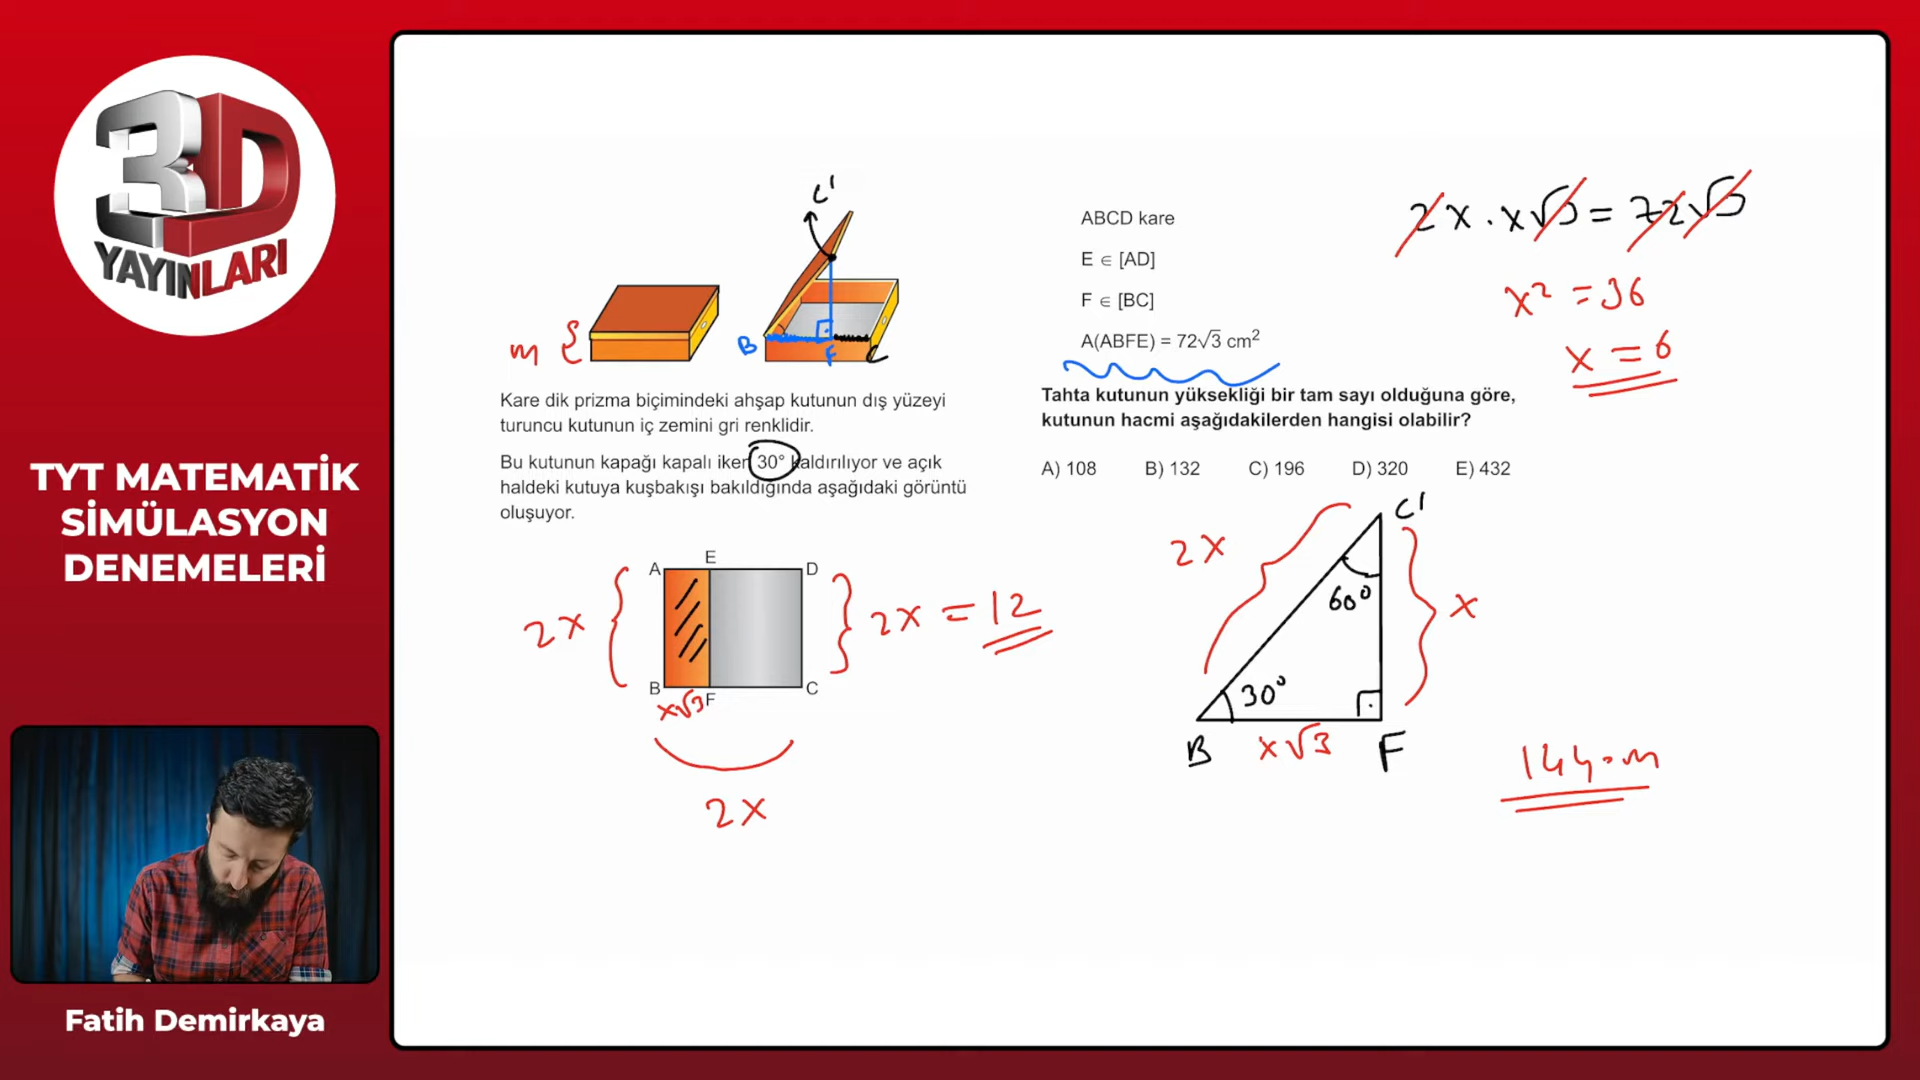 3D
YAYINLARI
TYT MATEMATİK
SİMÜLASYON
DENEMELERİ
Fatih Demirkaya
C'
m
B
F
C
Kare dik prizma biçimindeki ahşap kutunun dış yüzeyi
turuncu kutunun iç zemini gri renklidir.
Bu kutunun kapağı kapalı iken 30° kaldırılıyor ve açık
haldeki kutuya kuşbakışı bakıldığında aşağıdaki görüntü
oluşuyor.
A E D
2x
2x = 12
B F C
x√3
2x
ABCD kare
E ∈ [AD]
F ∈ [BC]
A(ABFE) = 72√3 cm²
Tahta kutunun yüksekliği bir tam sayı olduğuna göre,
kutunun hacmi aşağıdakilerden hangisi olabilir?
A) 108 B) 132 C) 196 D) 320 E) 432
2x . x√3 = 72√3
x² = 36
x = 6
C'
2x
60°
x
30°
B x√3 F
144.m